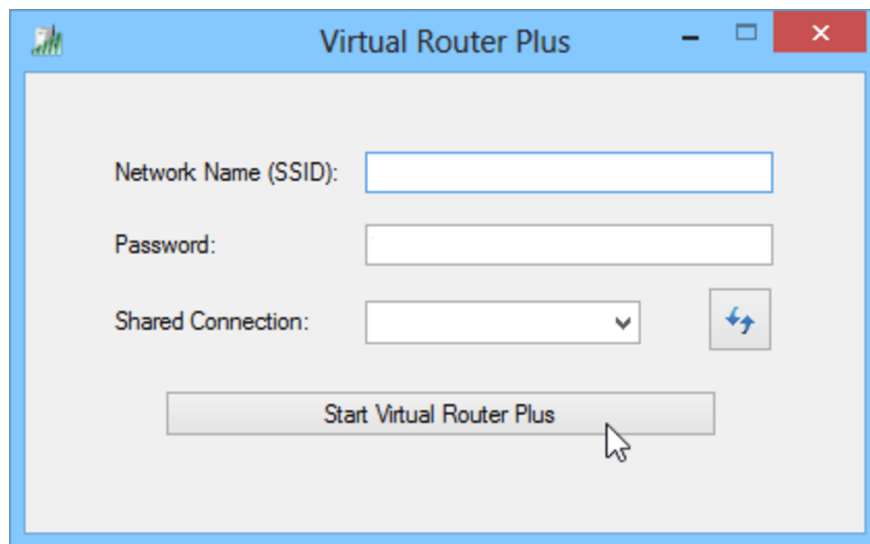 Virtual Router Plus
Network Name (SSID):
Password:
Shared Connection:
Start Virtual Router Plus